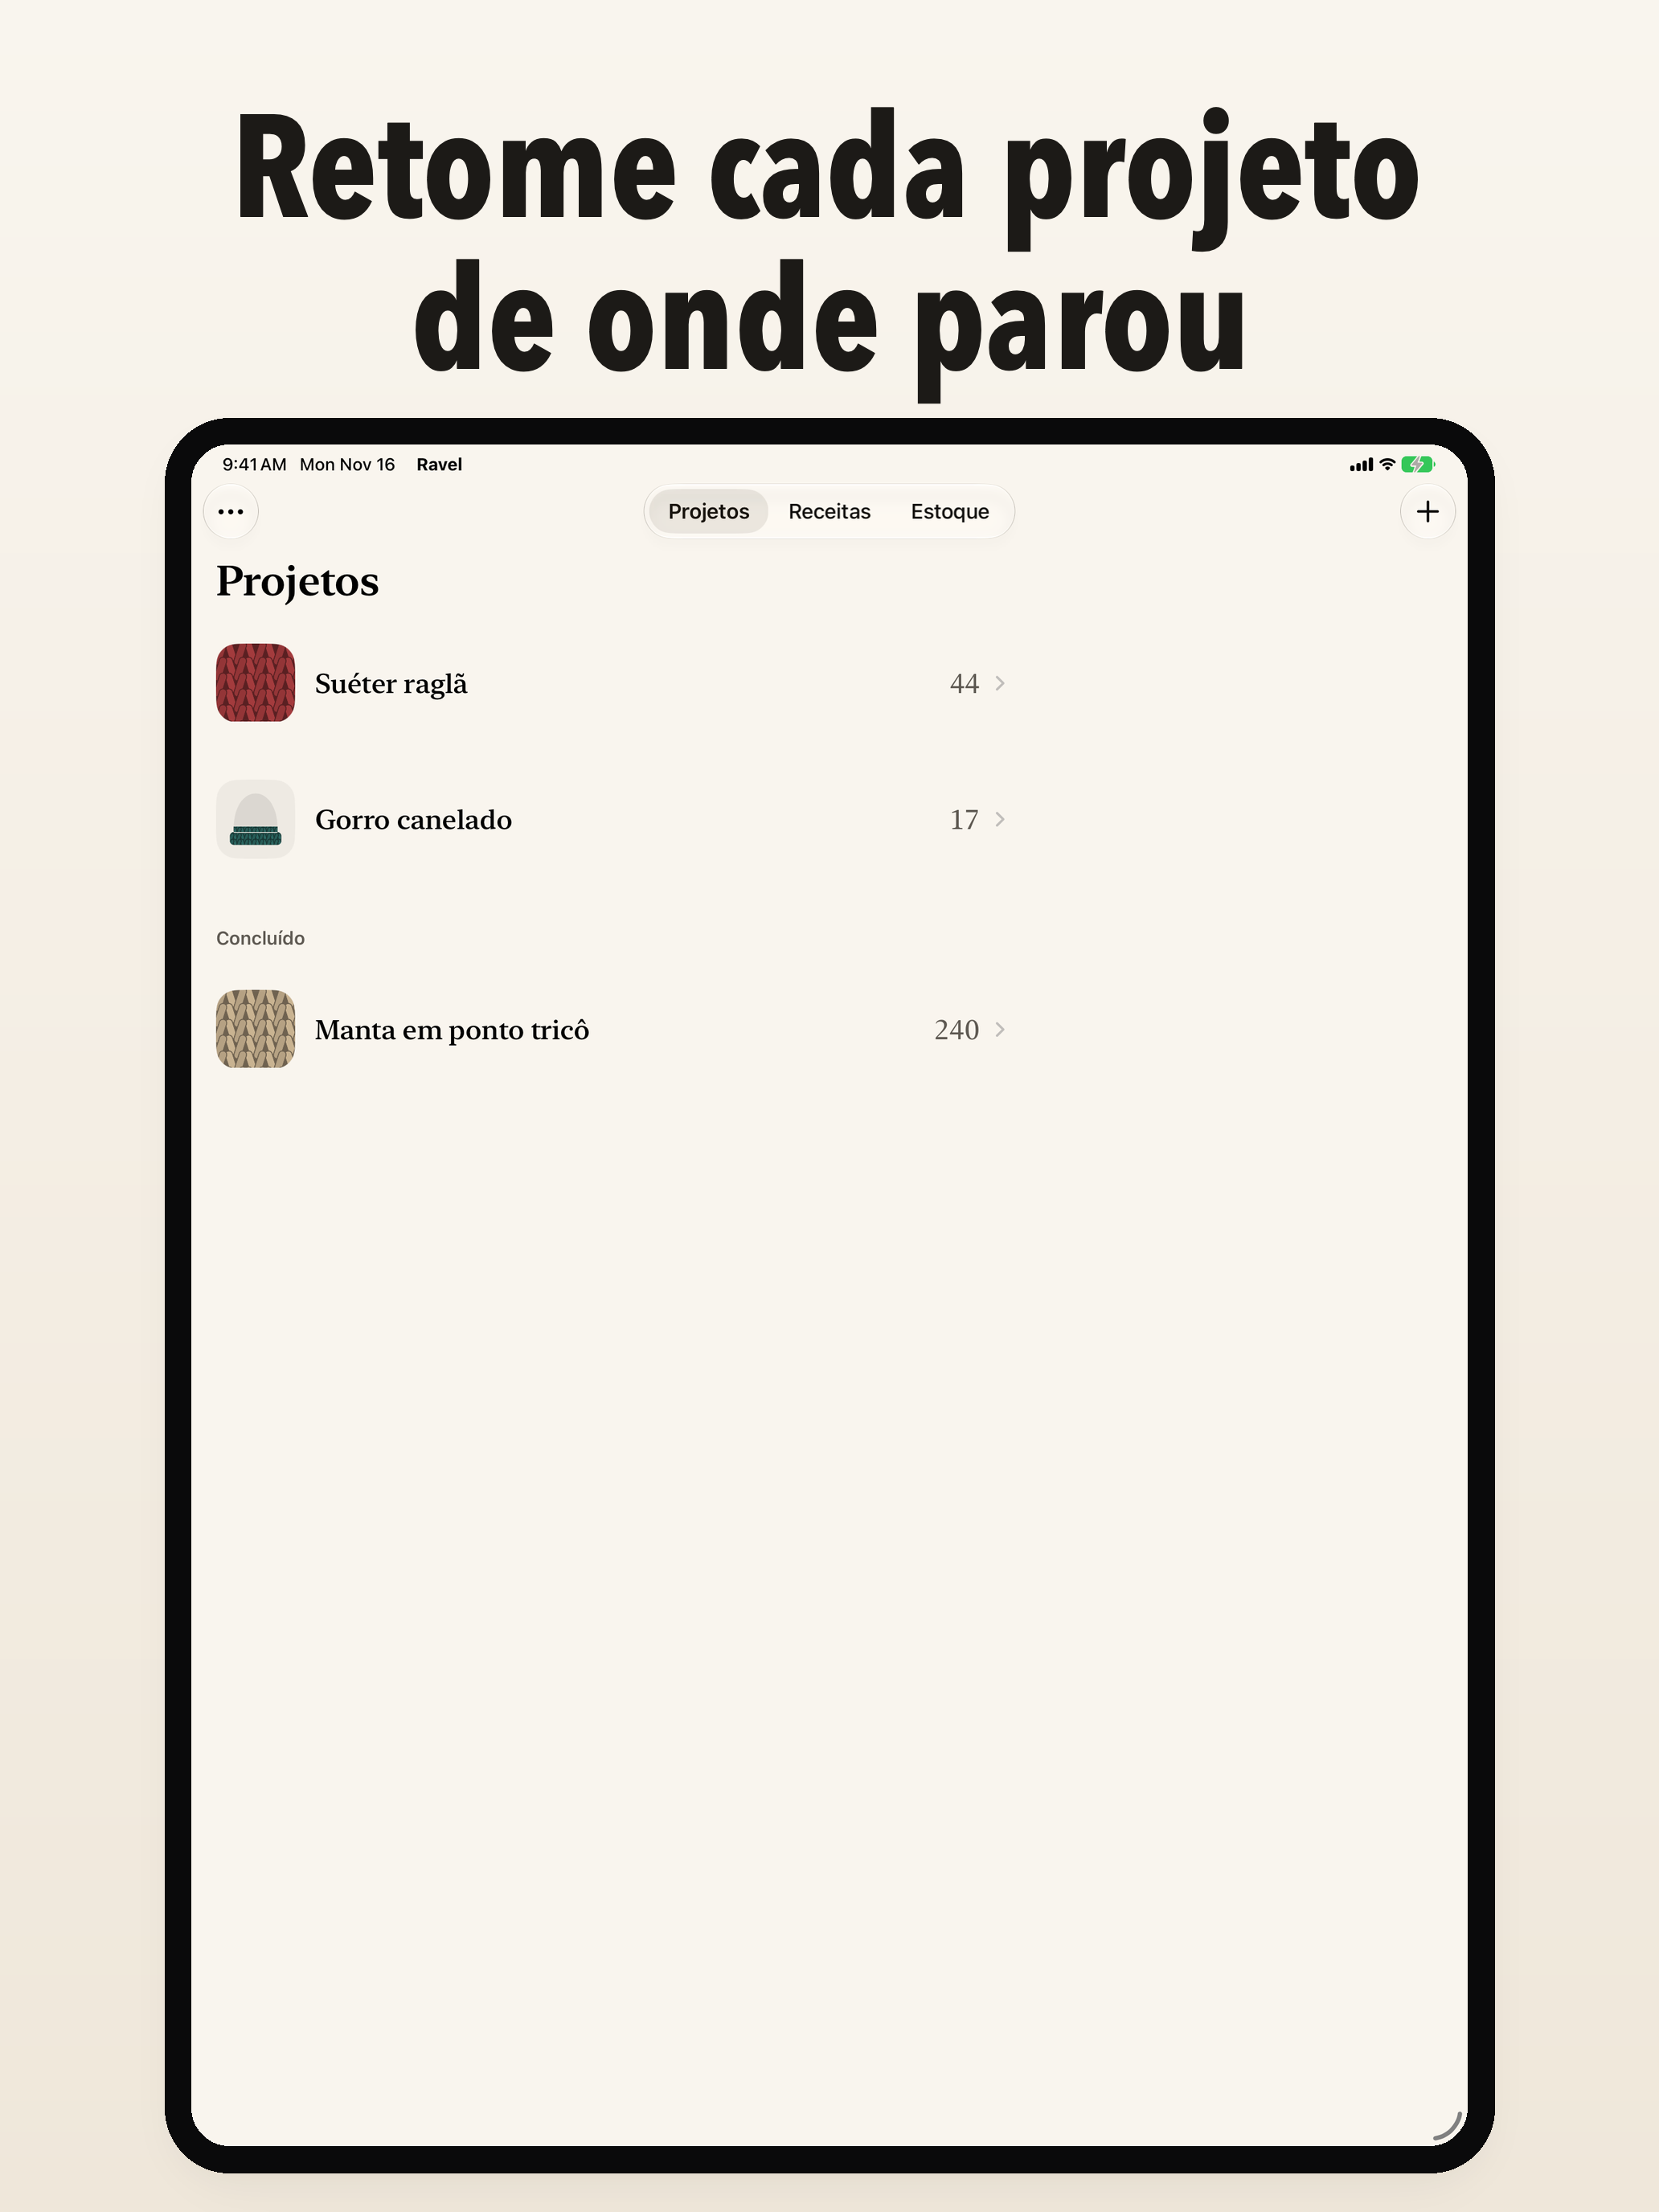 Retome cada projeto
de onde parou
9:41 AM Mon Nov 16 Ravel
Projetos Receitas Estoque
Projetos
Suéter raglã 44
Gorro canelado 17
Concluído
Manta em ponto tricô 240